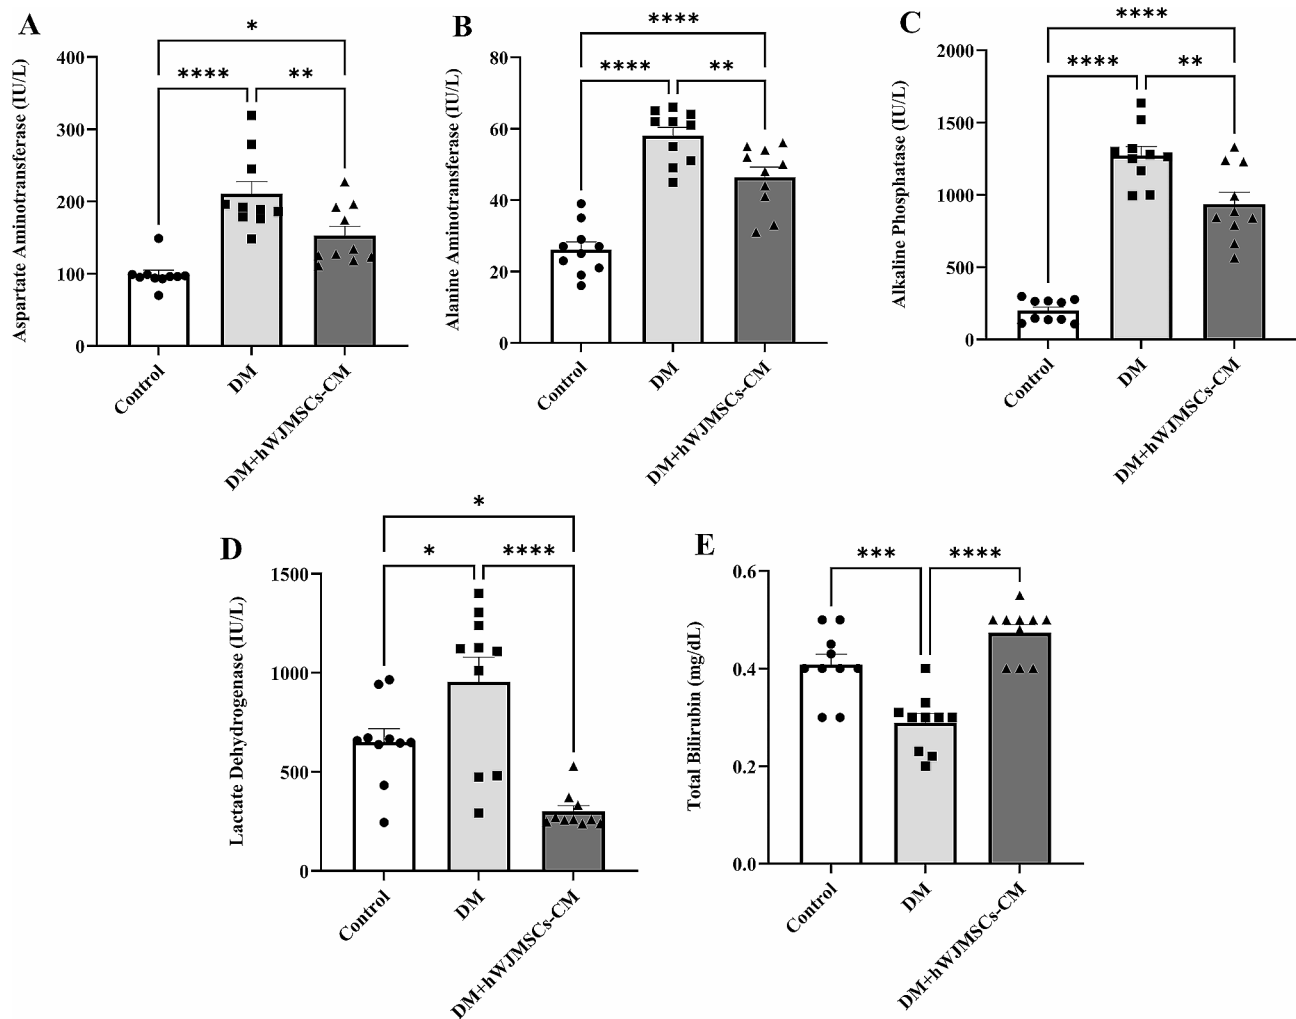 A
Aspartate Aminotransferase (IU/L)
400
300
200
100
0
*
****
**
Control
DM
DM+hWJMSCs-CM
B
Alanine Aminotransferase (IU/L)
80
60
40
20
0
****
****
**
Control
DM
DM+hWJMSCs-CM
C
Alkaline Phosphatase (IU/L)
2000
1500
1000
500
0
****
****
**
Control
DM
DM+hWJMSCs-CM
D
Lactate Dehydrogenase (IU/L)
1500
1000
500
0
*
*
****
Control
DM
DM+hWJMSCs-CM
E
Total Bilirubin (mg/dL)
0.6
0.4
0.2
0.0
***
****
Control
DM
DM+hWJMSCs-CM